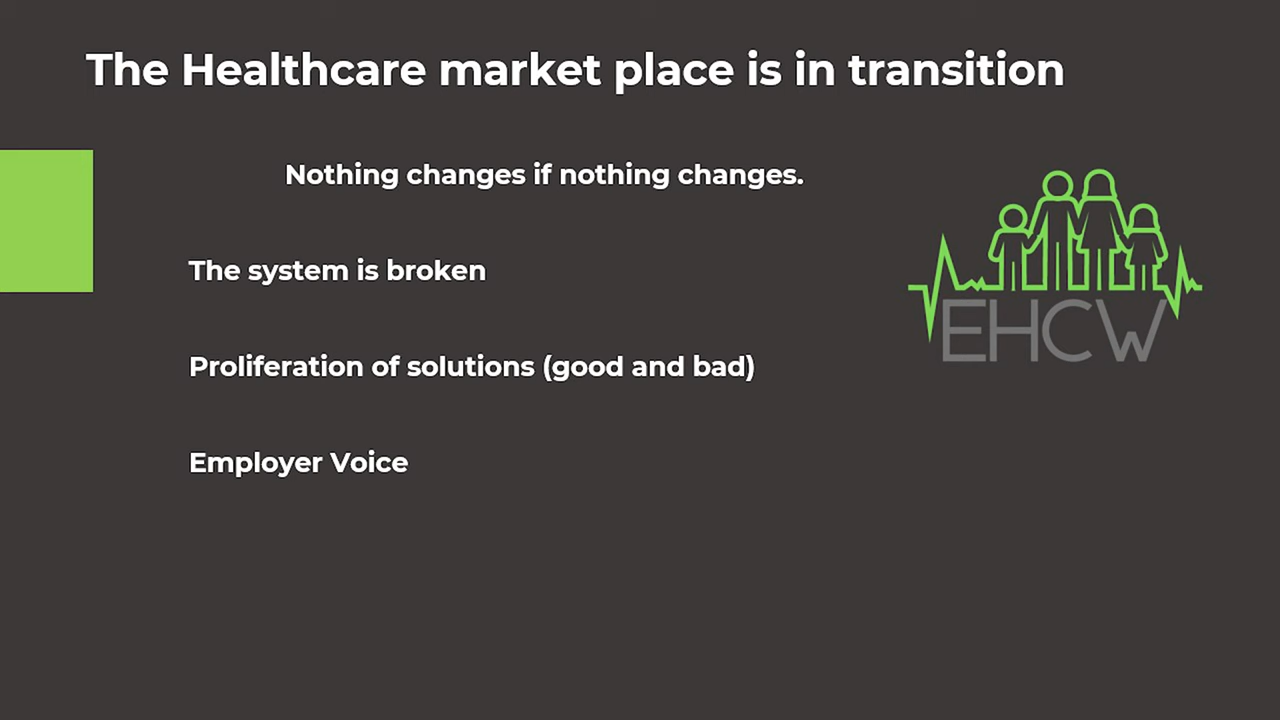 The Healthcare market place is in transition
Nothing changes if nothing changes.
The system is broken
EHCW
Proliferation of solutions (good and bad)
Employer Voice